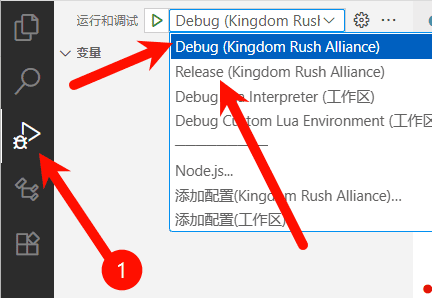 运行和调试
Debug (Kingdom Rush
变量
Debug (Kingdom Rush Alliance)
Release (Kingdom Rush Alliance)
Debug Interpreter (工作区)
Debug Custom Lua Environment (工作区
Node.js...
添加配置(Kingdom Rush Alliance)...
添加配置(工作区)
1